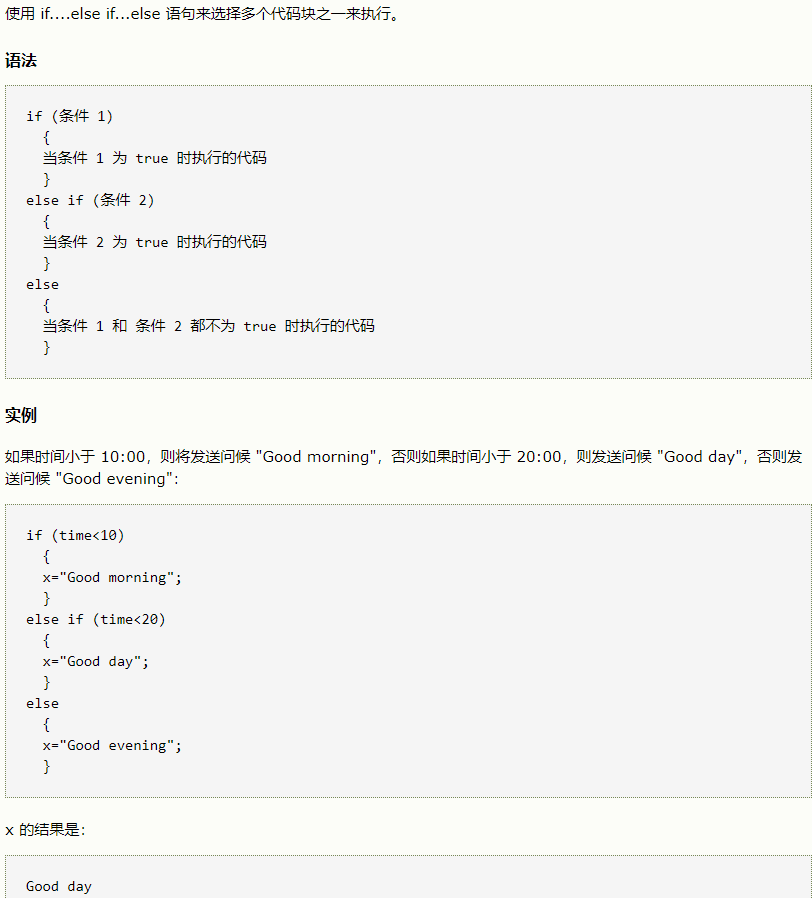 使用 if....else if...else 语句来选择多个代码块之一来执行。
语法
if (条件 1)
  {
  当条件 1 为 true 时执行的代码
  }
else if (条件 2)
  {
  当条件 2 为 true 时执行的代码
  }
else
  {
  当条件 1 和 条件 2 都不为 true 时执行的代码
  }
实例
如果时间小于 10:00，则将发送问候 "Good morning"，否则如果时间小于 20:00，则发送问候 "Good day"，否则发
送问候 "Good evening"：
if (time<10)
  {
  x="Good morning";
  }
else if (time<20)
  {
  x="Good day";
  }
else
  {
  x="Good evening";
  }
x 的结果是：
Good day